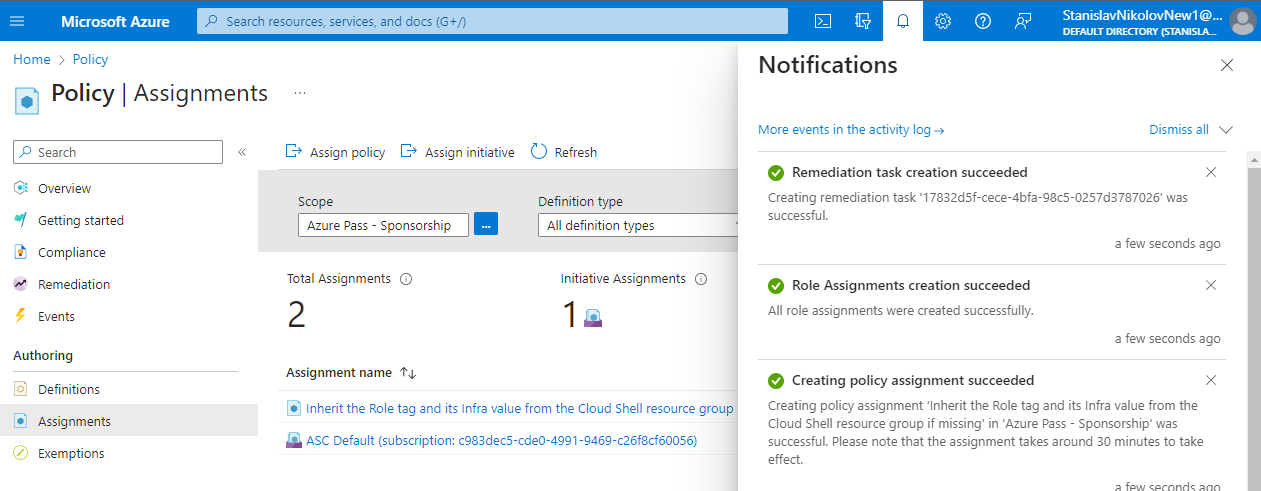 Microsoft Azure
Search resources, services, and docs (G+/)
StanislavNikolovNew1@...
DEFAULT DIRECTORY (STANISLA...
Home > Policy
Policy | Assignments ...
Search
«
Overview
Getting started
Compliance
Remediation
Events
Authoring
Definitions
Assignments
Exemptions
Assign policy Assign initiative Refresh
Scope Definition type
Azure Pass - Sponsorship ... All definition types
Total Assignments Initiative Assignments
2 1
Assignment name ↑↓
Inherit the Role tag and its Infra value from the Cloud Shell resource group
ASC Default (subscription: c983dec5-cde0-4991-9469-c26f8cf60056)
Notifications
More events in the activity log → Dismiss all
Remediation task creation succeeded
Creating remediation task '17832d5f-cece-4bfa-98c5-0257d3787026' was
successful.
a few seconds ago
Role Assignments creation succeeded
All role assignments were created successfully.
a few seconds ago
Creating policy assignment succeeded
Creating policy assignment 'Inherit the Role tag and its Infra value from the
Cloud Shell resource group if missing' in 'Azure Pass - Sponsorship' was
successful. Please note that the assignment takes around 30 minutes to take
effect.
a few seconds ago